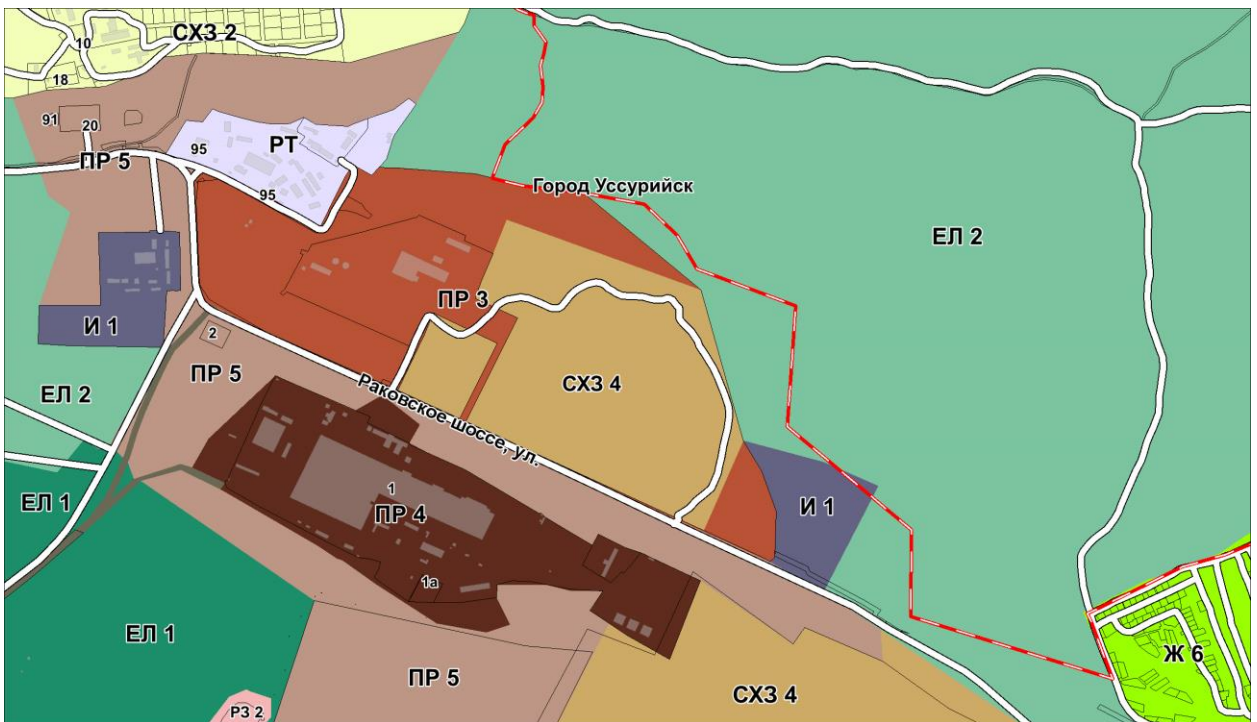 СХЗ 2
10
18
91
20
ПР 5
95
РТ
95
Город Уссурийск
ЕЛ 2
ПР 3
И 1
2
ПР 5
Раковское-шоссе, ул.
СХЗ 4
ЕЛ 2
ЕЛ 1
1
ПР 4
И 1
1а
ЕЛ 1
ПР 5
СХЗ 4
Ж 6
РЗ 2